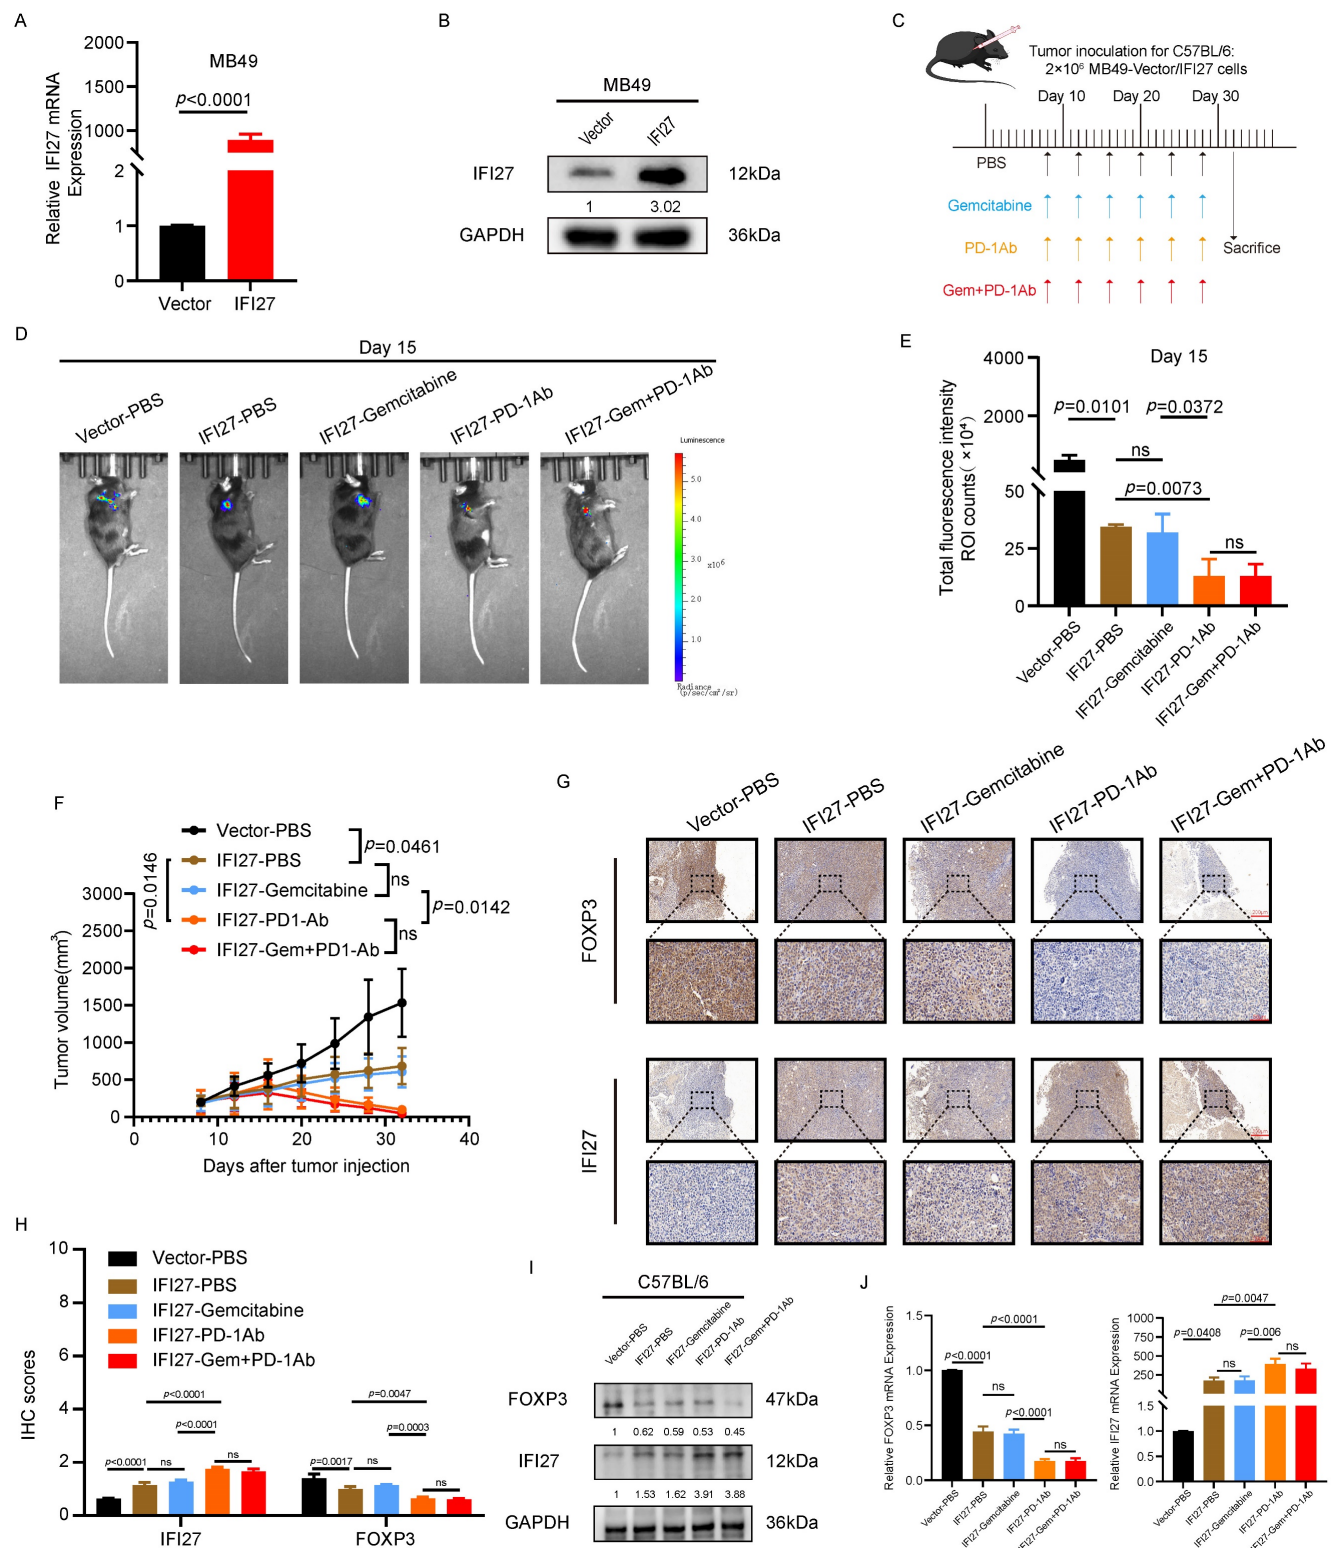 A
MB49
p<0.0001
Relative IFI27 mRNA
Expression
2000
1500
1000
2
1
0
Vector
IFI27
B
MB49
Vector
IFI27
IFI27
12kDa
1
3.02
GAPDH
36kDa
C
Tumor inoculation for C57BL/6:
2×10⁶ MB49-Vector/IFI27 cells
Day 10
Day 20
Day 30
PBS
Gemcitabine
PD-1Ab
Gem+PD-1Ab
Sacrifice
D
Day 15
Vector-PBS
IFI27-PBS
IFI27-Gemcitabine
IFI27-PD-1Ab
IFI27-Gem+PD-1Ab
Luminescence
5.0
4.0
3.0
x10⁶
2.0
1.0
Radiance
(p/sec/cm²/sr)
E
Day 15
Total fluorescence intensity
ROI counts( ×10⁴)
4000
2000
50
25
0
p=0.0101
p=0.0372
ns
p=0.0073
ns
Vector-PBS
IFI27-PBS
IFI27-Gemcitabine
IFI27-PD-1Ab
IFI27-Gem+PD-1Ab
F
Vector-PBS
IFI27-PBS
IFI27-Gemcitabine
IFI27-PD1-Ab
IFI27-Gem+PD1-Ab
p=0.0461
ns
p=0.0142
ns
p=0.0146
Tumor volume(mm³)
3000
2500
2000
1500
1000
500
0
0
10
20
30
40
Days after tumor injection
G
Vector-PBS
IFI27-PBS
IFI27-Gemcitabine
IFI27-PD-1Ab
IFI27-Gem+PD-1Ab
FOXP3
IFI27
200μm
H
IHC scores
10
8
6
4
2
0
Vector-PBS
IFI27-PBS
IFI27-Gemcitabine
IFI27-PD-1Ab
IFI27-Gem+PD-1Ab
p<0.0001
p<0.0001
p<0.0001
ns
ns
p=0.0047
p=0.0003
p=0.0017
ns
ns
IFI27
FOXP3
I
C57BL/6
Vector-PBS
IFI27-PBS
IFI27-Gemcitabine
IFI27-PD-1Ab
IFI27-Gem+PD-1Ab
FOXP3
47kDa
1 0.62 0.59 0.53 0.45
IFI27
12kDa
1 1.53 1.62 3.91 3.88
GAPDH
36kDa
J
Relative FOXP3 mRNA Expression
1.5
1.0
0.5
0.0
p<0.0001
p<0.0001
ns
p<0.0001
ns
Vector-PBS
IFI27-PBS
IFI27-Gemcitabine
IFI27-PD-1Ab
IFI27-Gem+PD-1Ab
Relative IFI27 mRNA Expression
1000
750
500
250
1.5
1.0
0.5
0.0
p=0.0047
p=0.0408
p=0.006
ns
ns
Vector-PBS
IFI27-PBS
IFI27-Gemcitabine
IFI27-PD-1Ab
IFI27-Gem+PD-1Ab